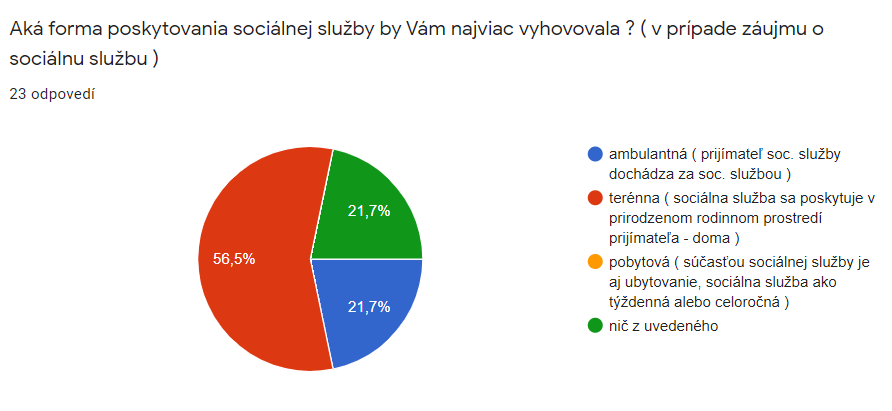 Aká forma poskytovania sociálnej služby by Vám najviac vyhovovala ? ( v prípade záujmu o
sociálnu službu )
23 odpovedí
21,7%
56,5%
21,7%
ambulantná ( prijímateľ soc. služby
dochádza za soc. službou )
terénna ( sociálna služba sa poskytuje v
prirodzenom rodinnom prostredí
prijímateľa - doma )
pobytová ( súčasťou sociálnej služby je
aj ubytovanie, sociálna služba ako
týždenná alebo celoročná )
nič z uvedeného